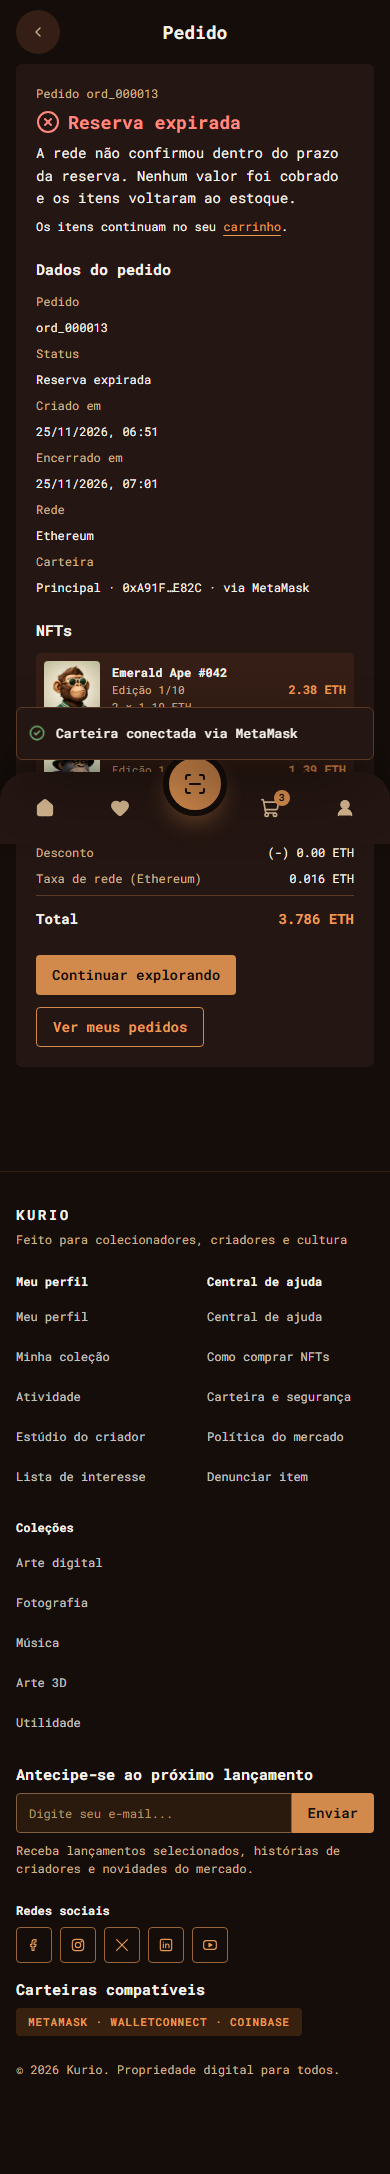 Pedido
Pedido ord_000013
Reserva expirada
A rede não confirmou dentro do prazo
da reserva. Nenhum valor foi cobrado
e os itens voltaram ao estoque.
Os itens continuam no seu carrinho.
Dados do pedido
Pedido
ord_000013
Status
Reserva expirada
Criado em
25/11/2026, 06:51
Encerrado em
25/11/2026, 07:01
Rede
Ethereum
Carteira
Principal · 0xA91F…E82C · via MetaMask
NFTs
Emerald Ape #042
Edição 1/10
2.38 ETH
Carteira conectada via MetaMask
Edição 1
1.39 ETH
3
Desconto (-) 0.00 ETH
Taxa de rede (Ethereum) 0.016 ETH
Total 3.786 ETH
Continuar explorando
Ver meus pedidos
KURIO
Feito para colecionadores, criadores e cultura
Meu perfil Central de ajuda
Meu perfil Central de ajuda
Minha coleção Como comprar NFTs
Atividade Carteira e segurança
Estúdio do criador Política do mercado
Lista de interesse Denunciar item
Coleções
Arte digital
Fotografia
Música
Arte 3D
Utilidade
Antecipe-se ao próximo lançamento
Digite seu e-mail... Enviar
Receba lançamentos selecionados, histórias de
criadores e novidades do mercado.
Redes sociais
Carteiras compatíveis
METAMASK · WALLETCONNECT · COINBASE
© 2026 Kurio. Propriedade digital para todos.